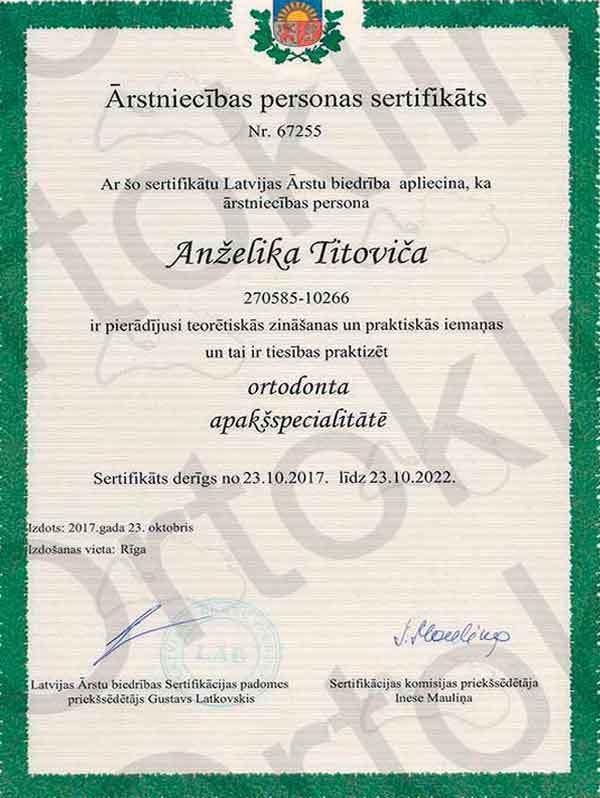 Ārstniecības personas sertifikāts
Nr. 67255
Ar šo sertifikātu Latvijas Ārstu biedrība apliecina, ka
ārstniecības persona
Anželika Titoviča
270585-10266
ir pierādījusi teorētiskās zināšanas un praktiskās iemaņas
un tai ir tiesības praktizēt
ortodonta
apakšspecialitātē
Sertifikāts derīgs no 23.10.2017. līdz 23.10.2022.
Izdots: 2017.gada 23. oktobris
Izdošanas vieta: Rīga
LĀB
Latvijas Ārstu biedrības Sertifikācijas padomes
priekšsēdētājs Gustavs Latkovskis
Sertifikācijas komisijas priekšsēdētāja
Inese Mauliņa